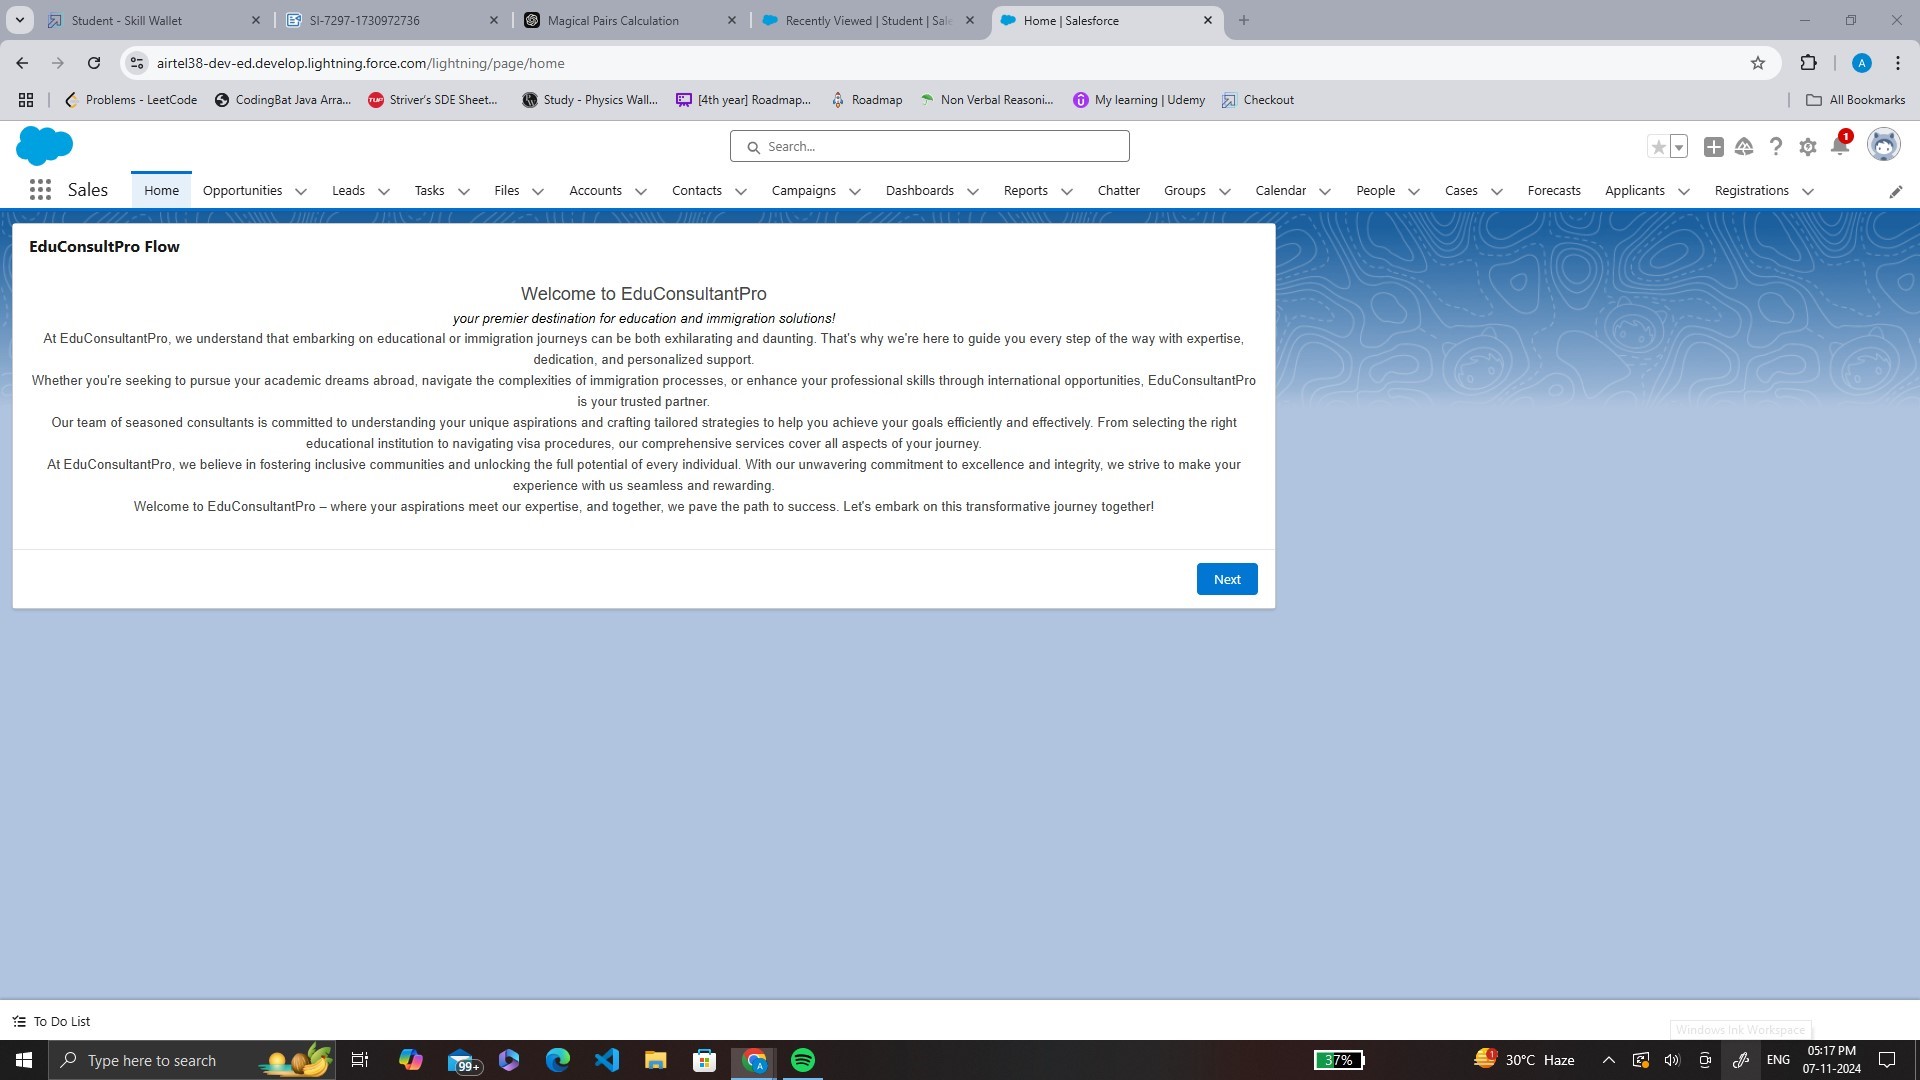 Student - Skill Wallet
SI-7297-1730972736
Magical Pairs Calculation
Recently Viewed | Student | Sale
Home | Salesforce
airtel38-dev-ed.develop.lightning.force.com/lightning/page/home
A
Problems - LeetCode
CodingBat Java Arra...
TUF
Striver's SDE Sheet...
Study - Physics Wall...
[4th year] Roadmap...
Roadmap
Non Verbal Reasoni...
My learning | Udemy
Checkout
All Bookmarks
Search...
1
Sales
Home
Opportunities
Leads
Tasks
Files
Accounts
Contacts
Campaigns
Dashboards
Reports
Chatter
Groups
Calendar
People
Cases
Forecasts
Applicants
Registrations
EduConsultPro Flow
Welcome to EduConsultantPro
your premier destination for education and immigration solutions!
At EduConsultantPro, we understand that embarking on educational or immigration journeys can be both exhilarating and daunting. That's why we're here to guide you every step of the way with expertise,
dedication, and personalized support.
Whether you're seeking to pursue your academic dreams abroad, navigate the complexities of immigration processes, or enhance your professional skills through international opportunities, EduConsultantPro
is your trusted partner.
Our team of seasoned consultants is committed to understanding your unique aspirations and crafting tailored strategies to help you achieve your goals efficiently and effectively. From selecting the right
educational institution to navigating visa procedures, our comprehensive services cover all aspects of your journey.
At EduConsultantPro, we believe in fostering inclusive communities and unlocking the full potential of every individual. With our unwavering commitment to excellence and integrity, we strive to make your
experience with us seamless and rewarding.
Welcome to EduConsultantPro – where your aspirations meet our expertise, and together, we pave the path to success. Let's embark on this transformative journey together!
Next
To Do List
Windows Ink Workspace
Type here to search
99+
A
37%
1
30°C Haze
ENG
05:17 PM
07-11-2024